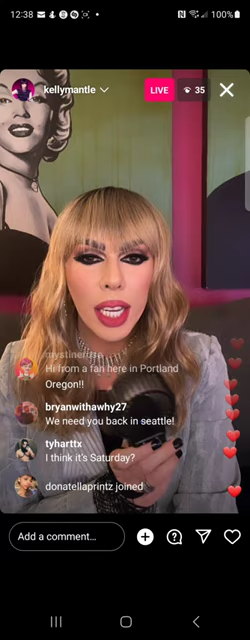 12:38
100%
kellymantle
LIVE
35
Hi from a fan here in Portland
Oregon!!
bryanwithawhy27
We need you back in seattle!
tyharttx
I think it's Saturday?
donatellaprintz joined
Add a comment...